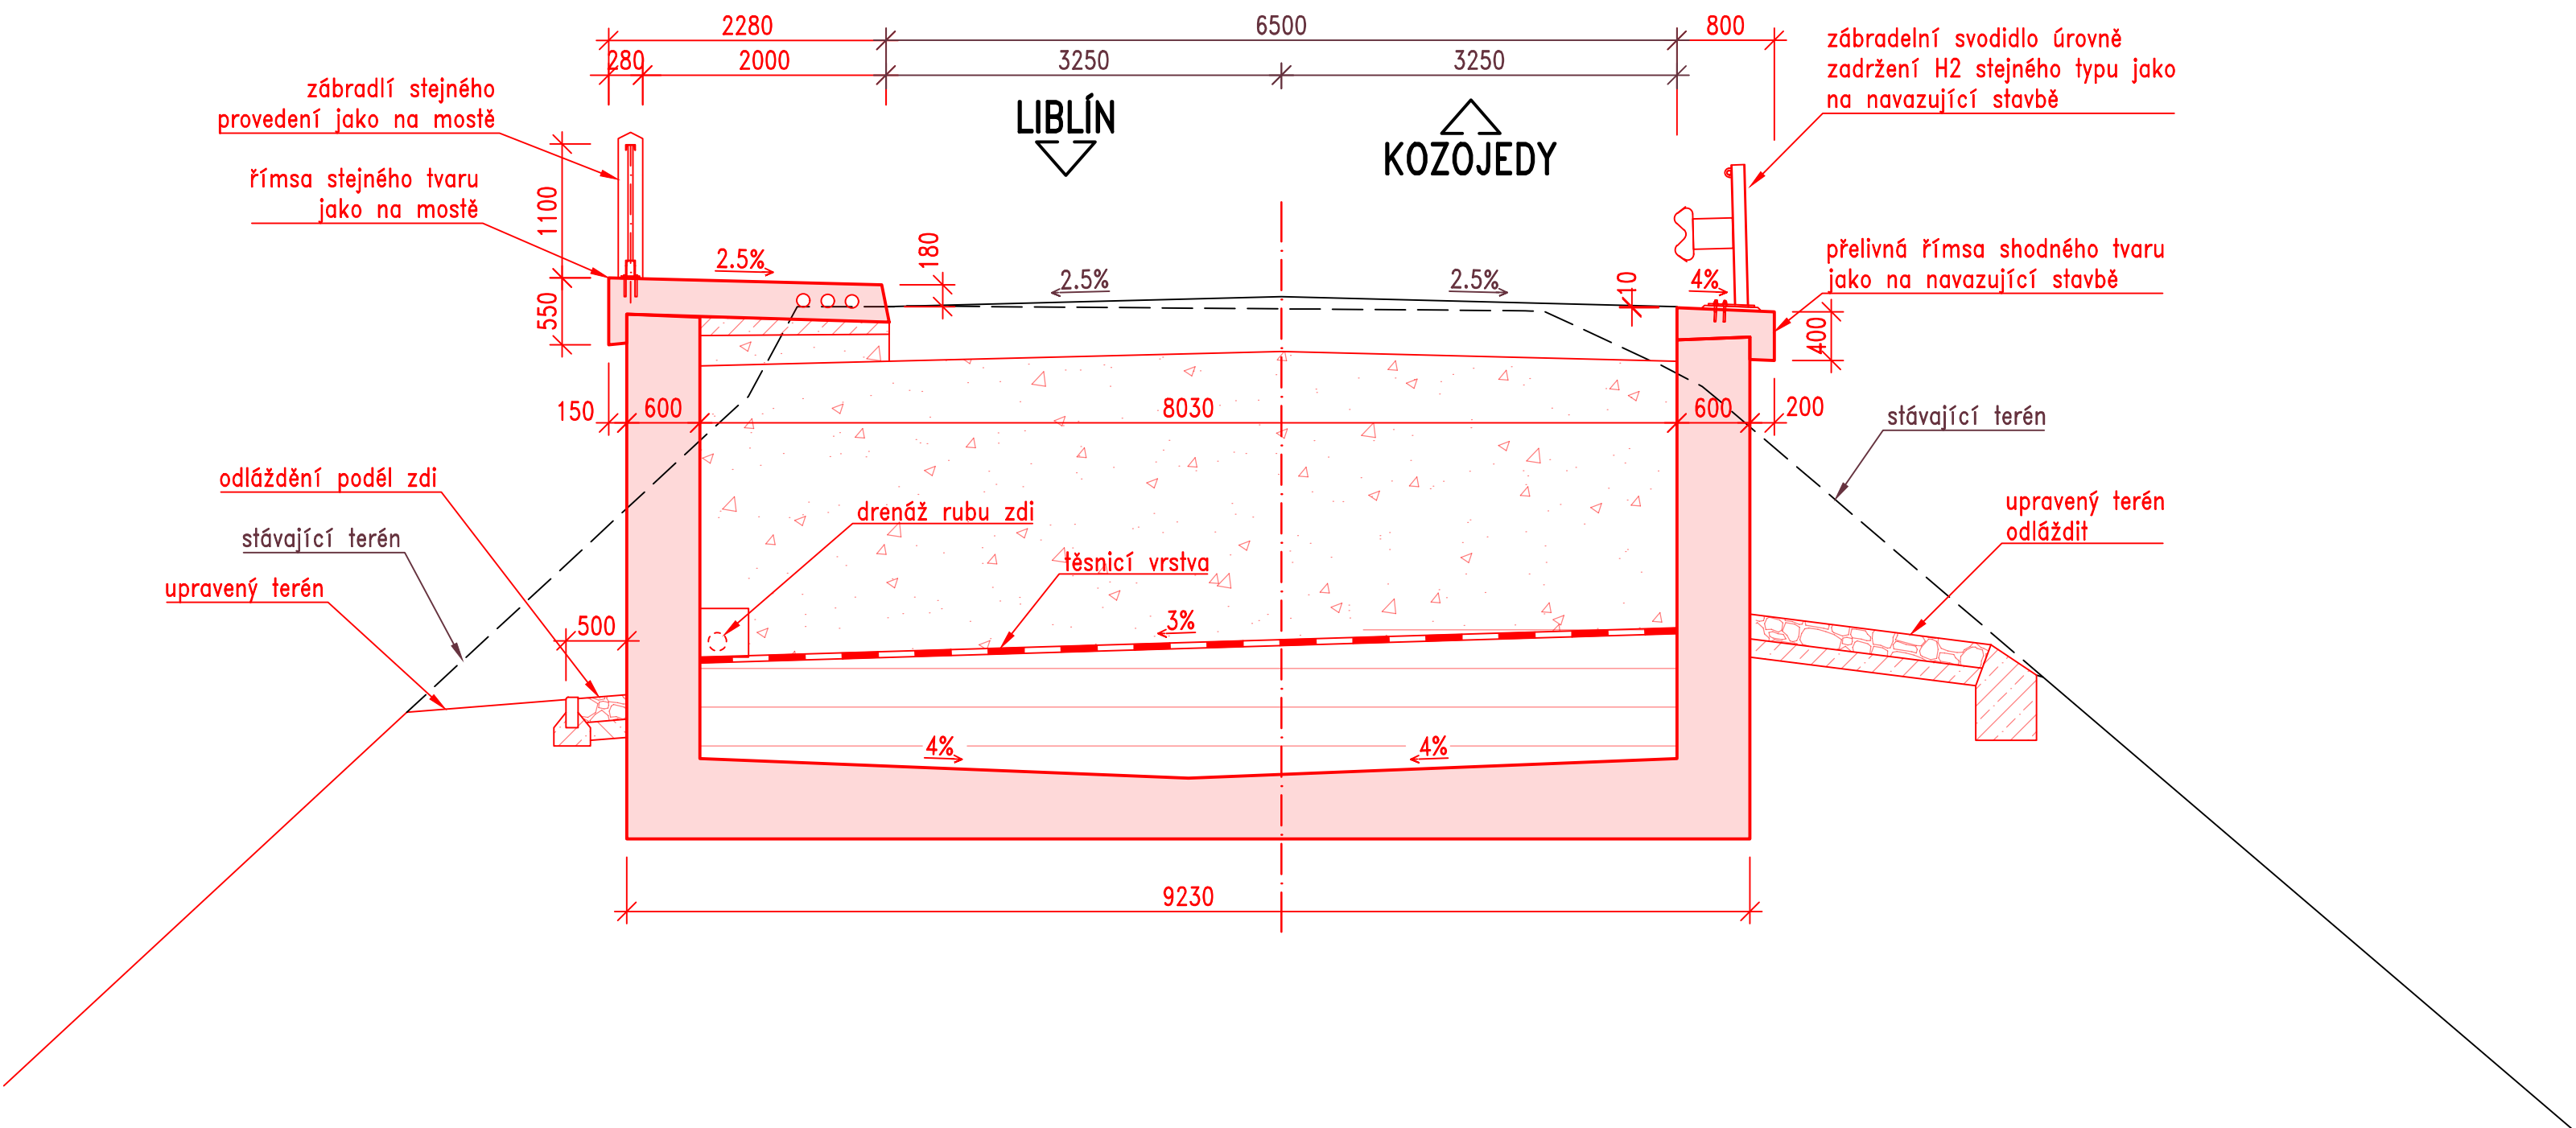 2280
6500
800
280
2000
3250
3250
zábradelní svodidlo úrovně
zadržení H2 stejného typu jako
na navazující stavbě
zábradlí stejného
provedení jako na mostě
LIBLÍN
KOZOJEDY
římsa stejného tvaru
jako na mostě
1100
550
2.5%
180
2.5%
2.5%
10
4%
přelivná římsa shodného tvaru
jako na navazující stavbě
400
150
600
8030
600
200
stávající terén
odláždění podél zdi
drenáž rubu zdi
upravený terén
odláždit
stávající terén
těsnicí vrstva
upravený terén
500
3%
4%
4%
9230